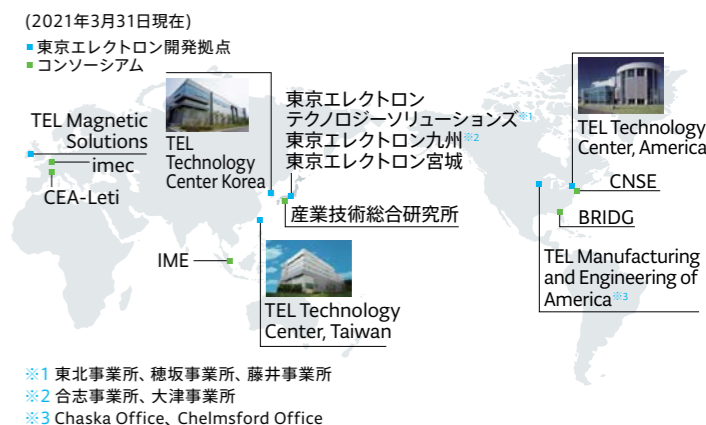 (2021年3月31日現在)
東京エレクトロン開発拠点
コンソーシアム
TEL Magnetic
Solutions
imec
CEA-Leti
TEL
Technology
Center Korea
東京エレクトロン
テクノロジーソリューションズ※1
東京エレクトロン九州※2
東京エレクトロン宮城
産業技術総合研究所
IME
TEL Technology
Center, Taiwan
TEL Technology
Center, America
CNSE
BRIDG
TEL Manufacturing
and Engineering of
America※3
※1 東北事業所、穂坂事業所、藤井事業所
※2 合志事業所、大津事業所
※3 Chaska Office、Chelmsford Office